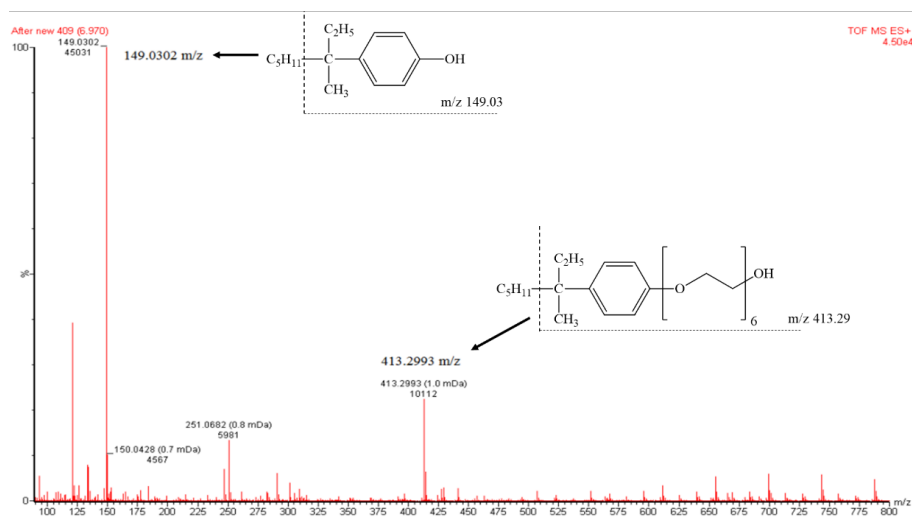 After new 409 (6.970)
TOF MS ES+
4.50e4
100
149.0302
45031
149.0302 m/z
C2H5
C5H11
C
OH
CH3
m/z 149.03
%
C2H5
C5H11
C
O
OH
CH3
6
m/z 413.29
413.2993 m/z
413.2993 (1.0 mDa)
10112
251.0682 (0.8 mDa)
5981
150.0428 (0.7 mDa)
4567
0
100 125 150 175 200 225 250 275 300 325 350 375 400 425 450 475 500 525 550 575 600 625 650 675 700 725 750 775 800 m/z